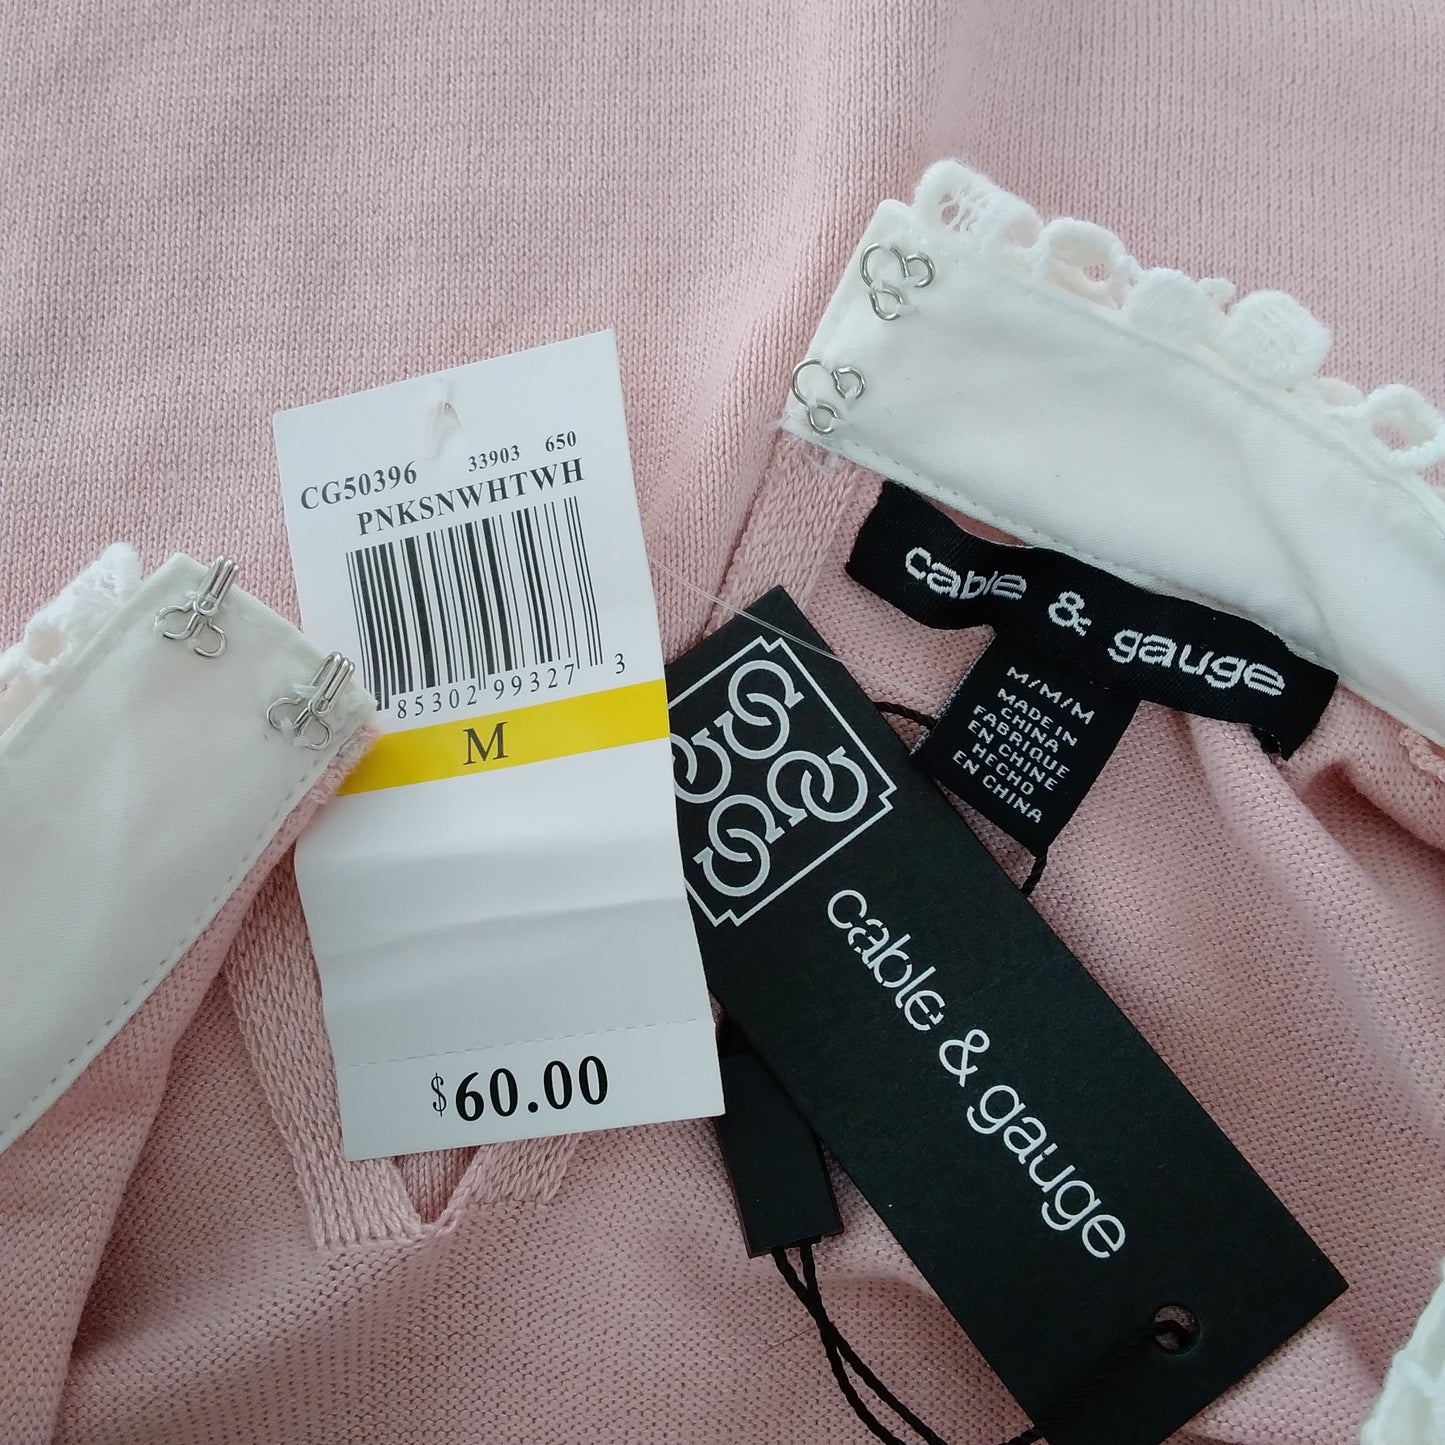 CG50396 33903 650
PNKSNWHTWH
85302 99327 3
M
$60.00
cable & gauge
M/M/M
MADE IN
CHINA
FABRIQUE
EN CHINE
HECHO
EN CHINA
cable & gauge